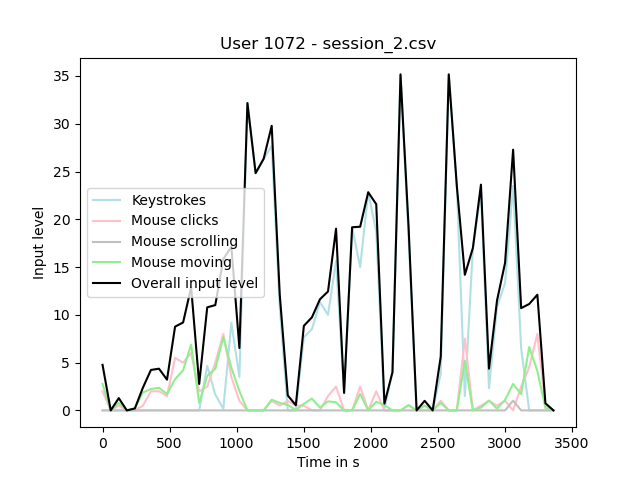 User 1072 - session_2.csv
35
30
25
20
15
10
5
0
Input level
Keystrokes
Mouse clicks
Mouse scrolling
Mouse moving
Overall input level
0 500 1000 1500 2000 2500 3000 3500
Time in s